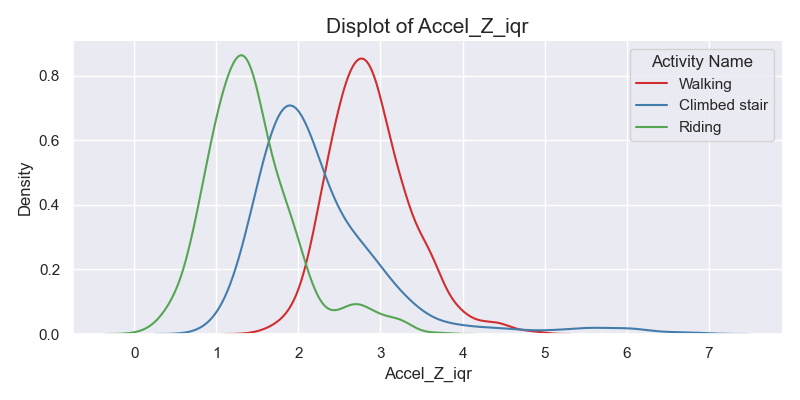 Displot of Accel_Z_iqr
Activity Name
Walking
Climbed stair
Riding
Density
0.8
0.6
0.4
0.2
0.0
0 1 2 3 4 5 6 7
Accel_Z_iqr